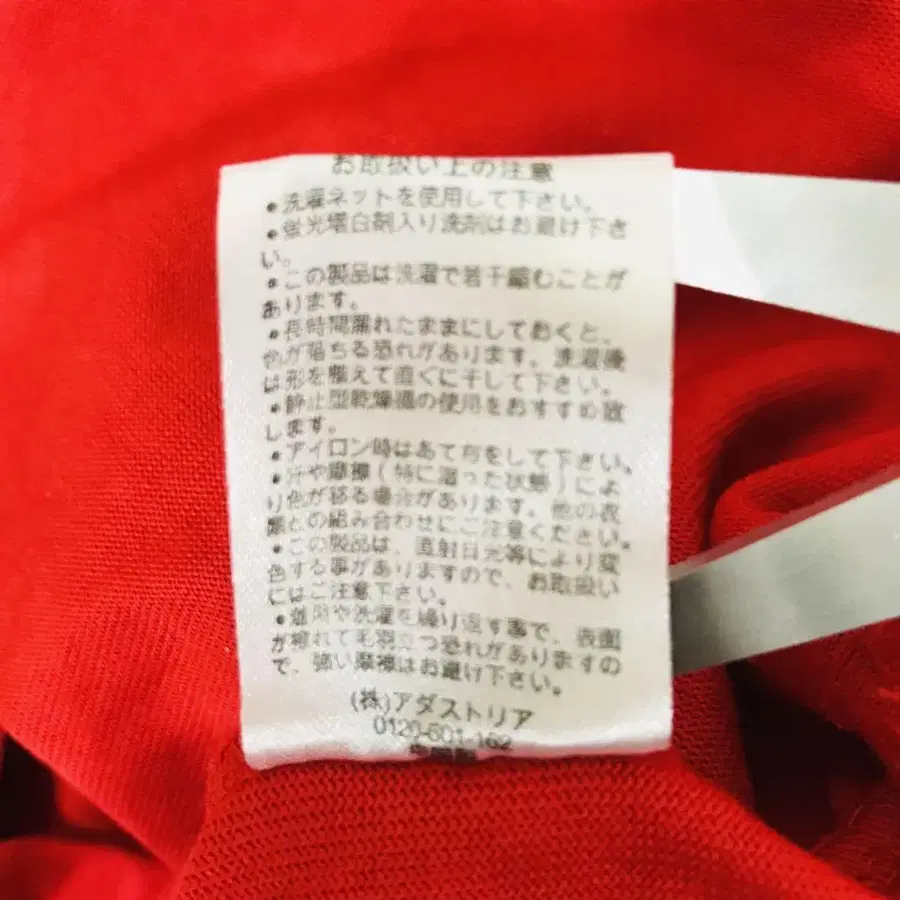 お取扱い上の注意
●洗濯ネットを使用して下さい。
●蛍光増白剤入り洗剤はお避け下さ
い。
●この製品は洗濯で若干縮むことが
あります。
●長時間濡れたままにしておくと、
色が落ちる恐れがあります。洗濯後
は形を整えて直ぐに干して下さい。
●静止型乾燥機の使用をおすすめ致
します。
●アイロン時はあて布をして下さい。
●汗や摩擦(特に湿った状態)によ
り色が移る場合があります。他の衣
類との組み合わせにご注意ください。
●この製品は、直射日光等により変
色する事がありますので、お取扱い
にはご注意下さい。
●着用や洗濯を繰り返す事で、表面
が擦れて毛羽立つ恐れがありますの
で、強い摩擦はお避け下さい。
(株)アダストリア
0120-601-162